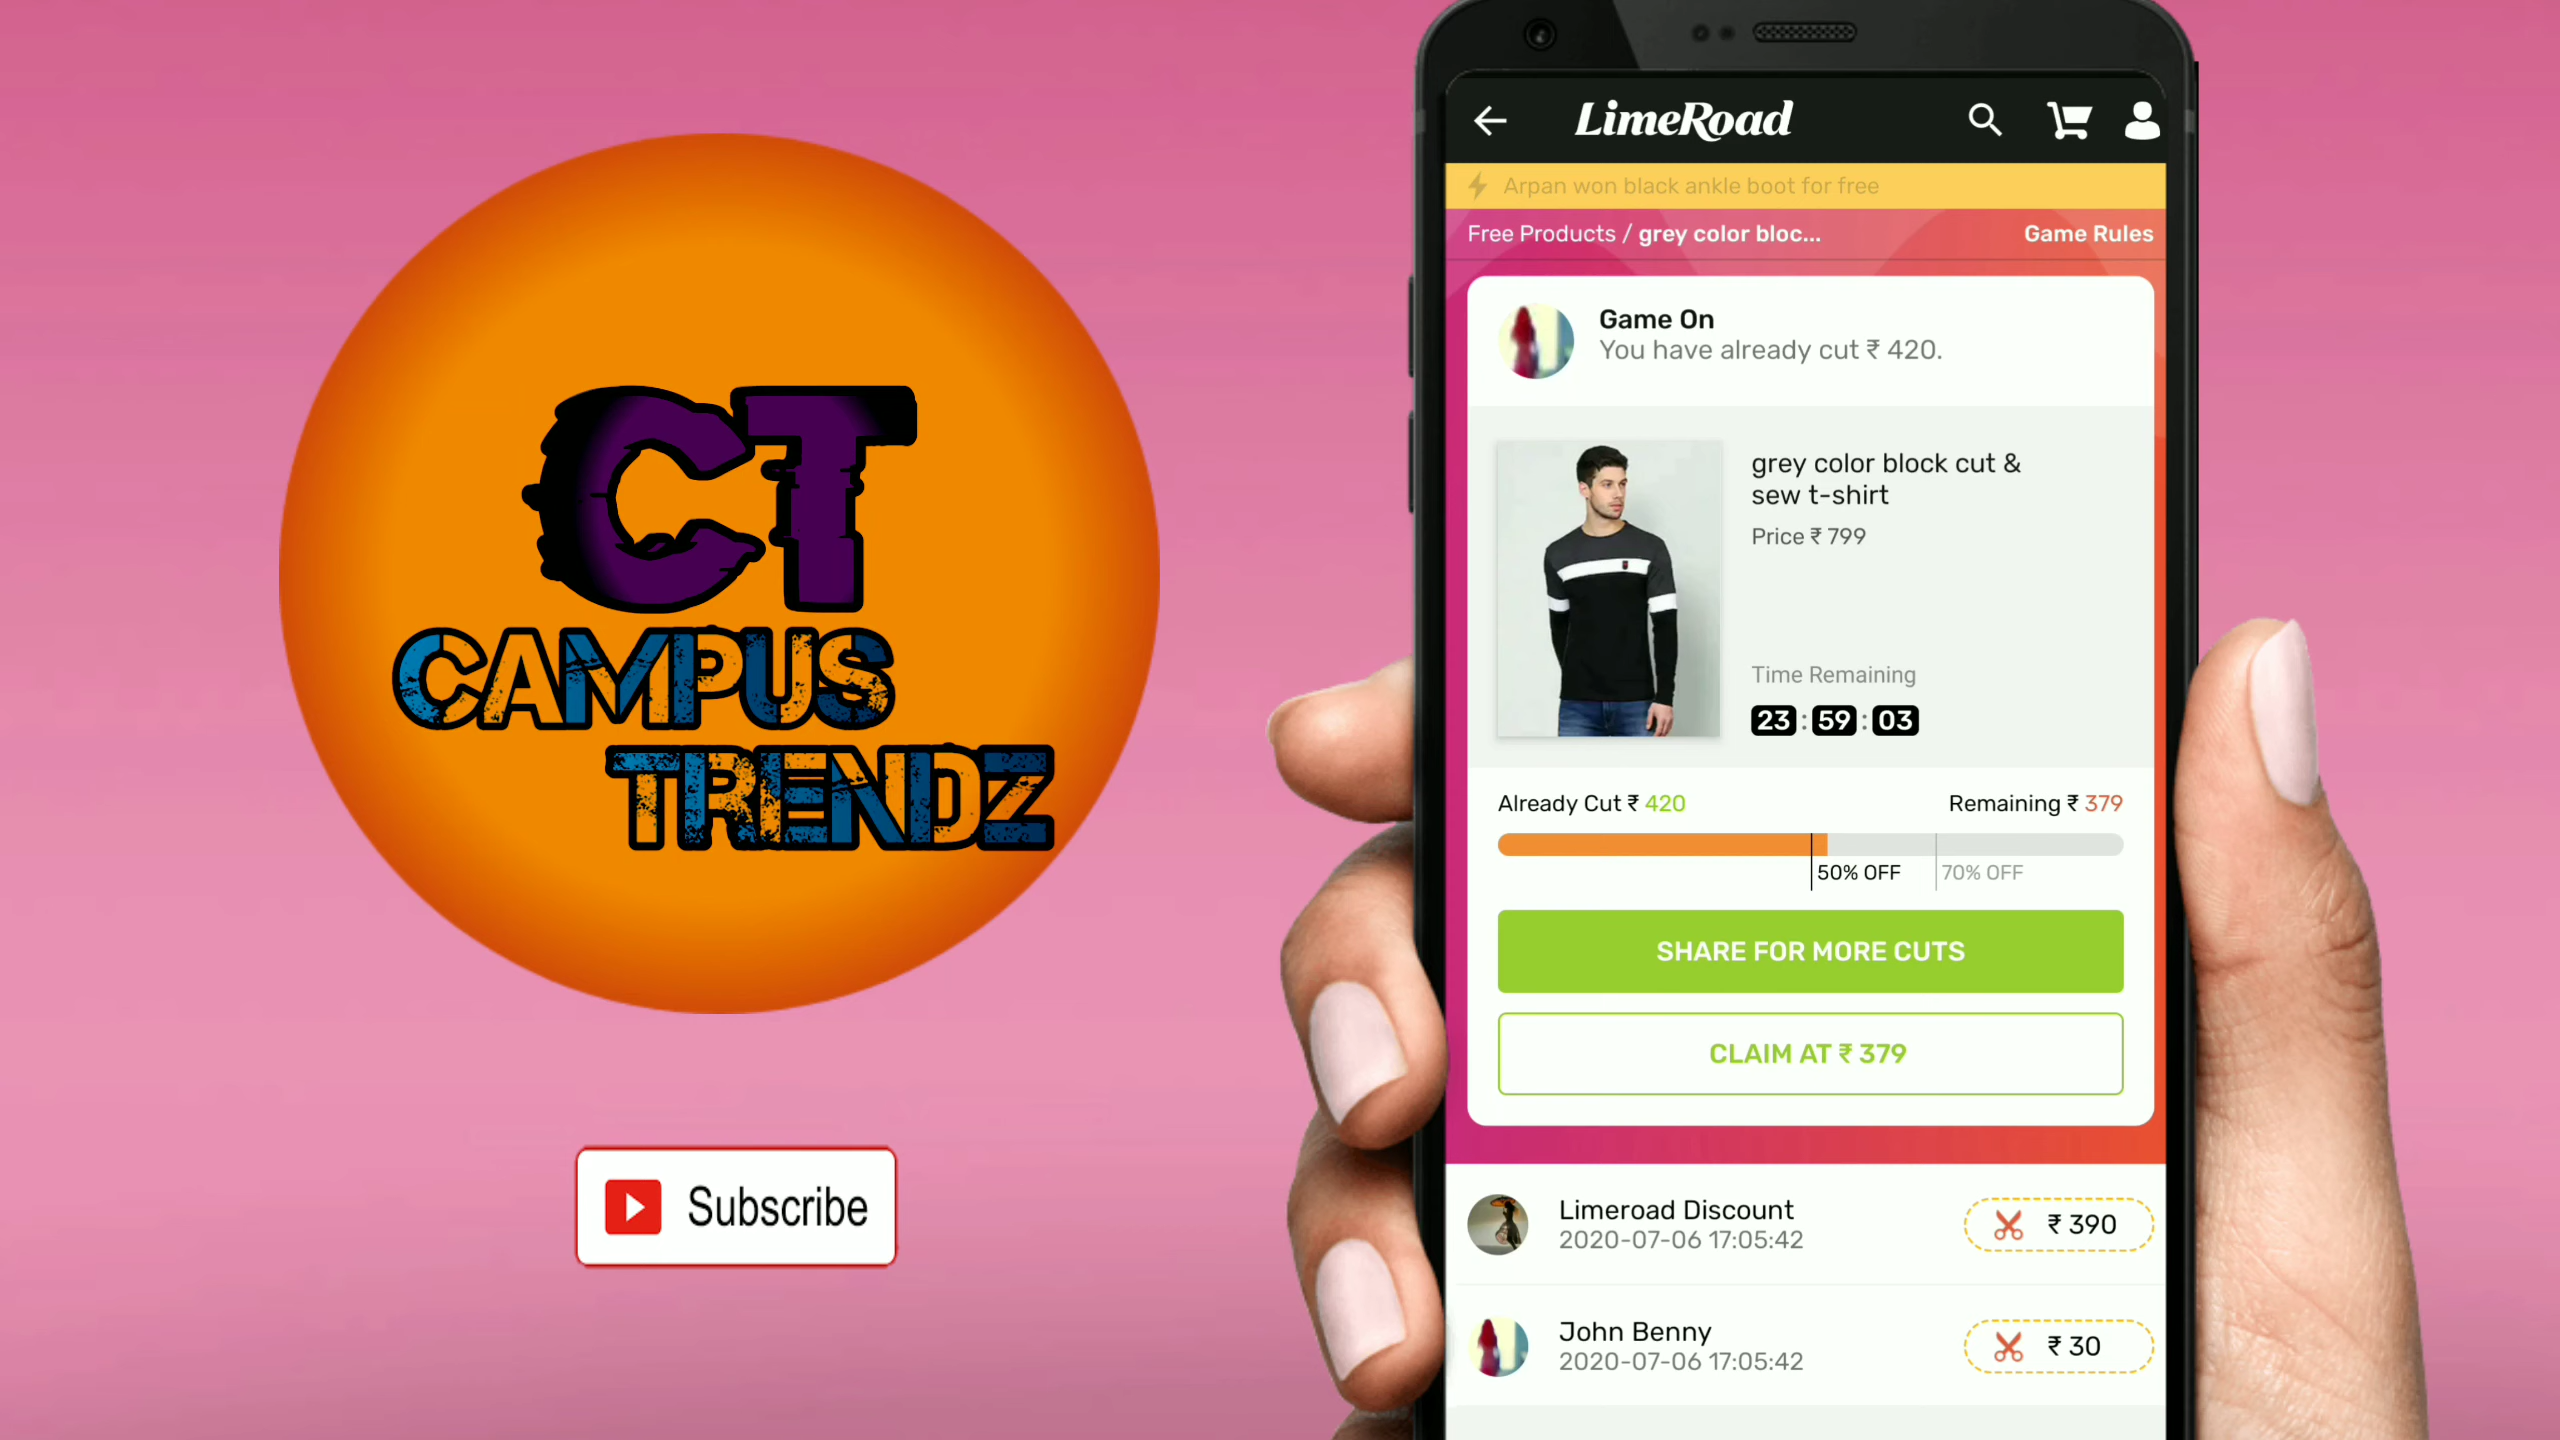 CT
CAMPUS
TRENDZ
Subscribe
LimeRoad
Arpan won black ankle boot for free
Free Products / grey color bloc...
Game Rules
Game On
You have already cut ₹ 420.
grey color block cut &
sew t-shirt
Price ₹ 799
Time Remaining
23 : 59 : 03
Already Cut ₹ 420
Remaining ₹ 379
50% OFF
70% OFF
SHARE FOR MORE CUTS
CLAIM AT ₹ 379
Limeroad Discount
2020-07-06 17:05:42
₹ 390
John Benny
2020-07-06 17:05:42
₹ 30